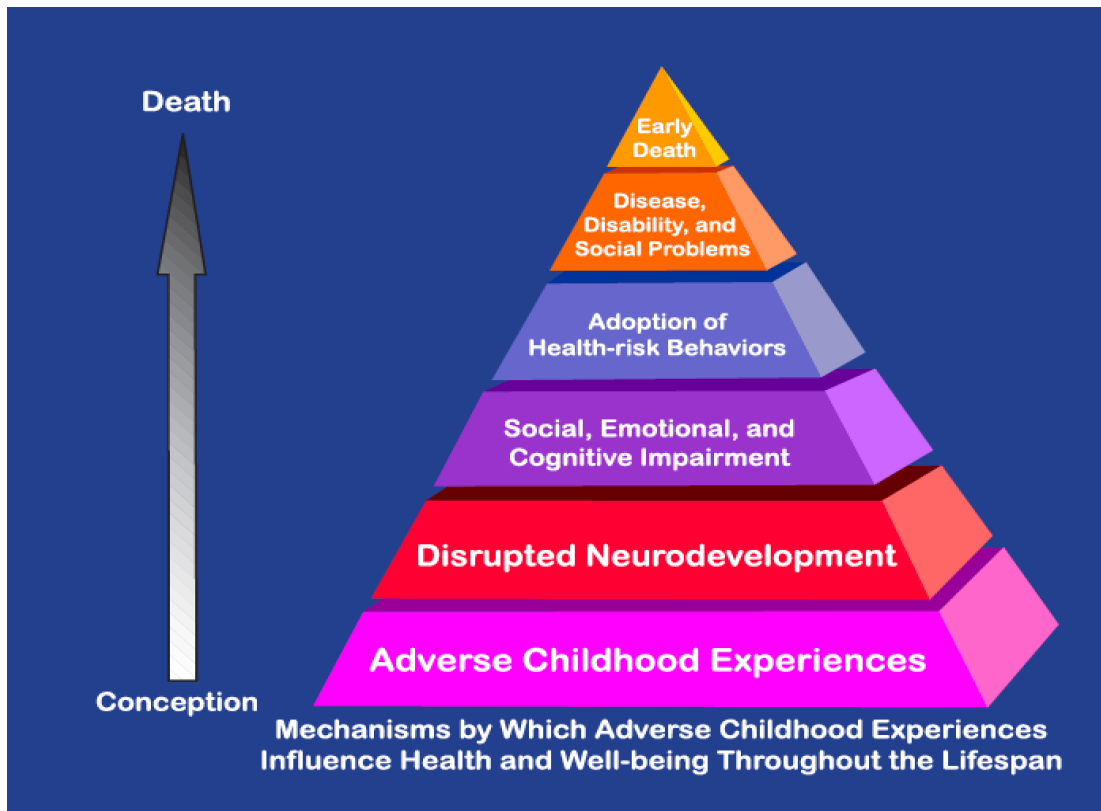 Death
Early
Death
Disease,
Disability, and
Social Problems
Adoption of
Health-risk Behaviors
Social, Emotional, and
Cognitive Impairment
Disrupted Neurodevelopment
Adverse Childhood Experiences
Conception
Mechanisms by Which Adverse Childhood Experiences
Influence Health and Well-being Throughout the Lifespan